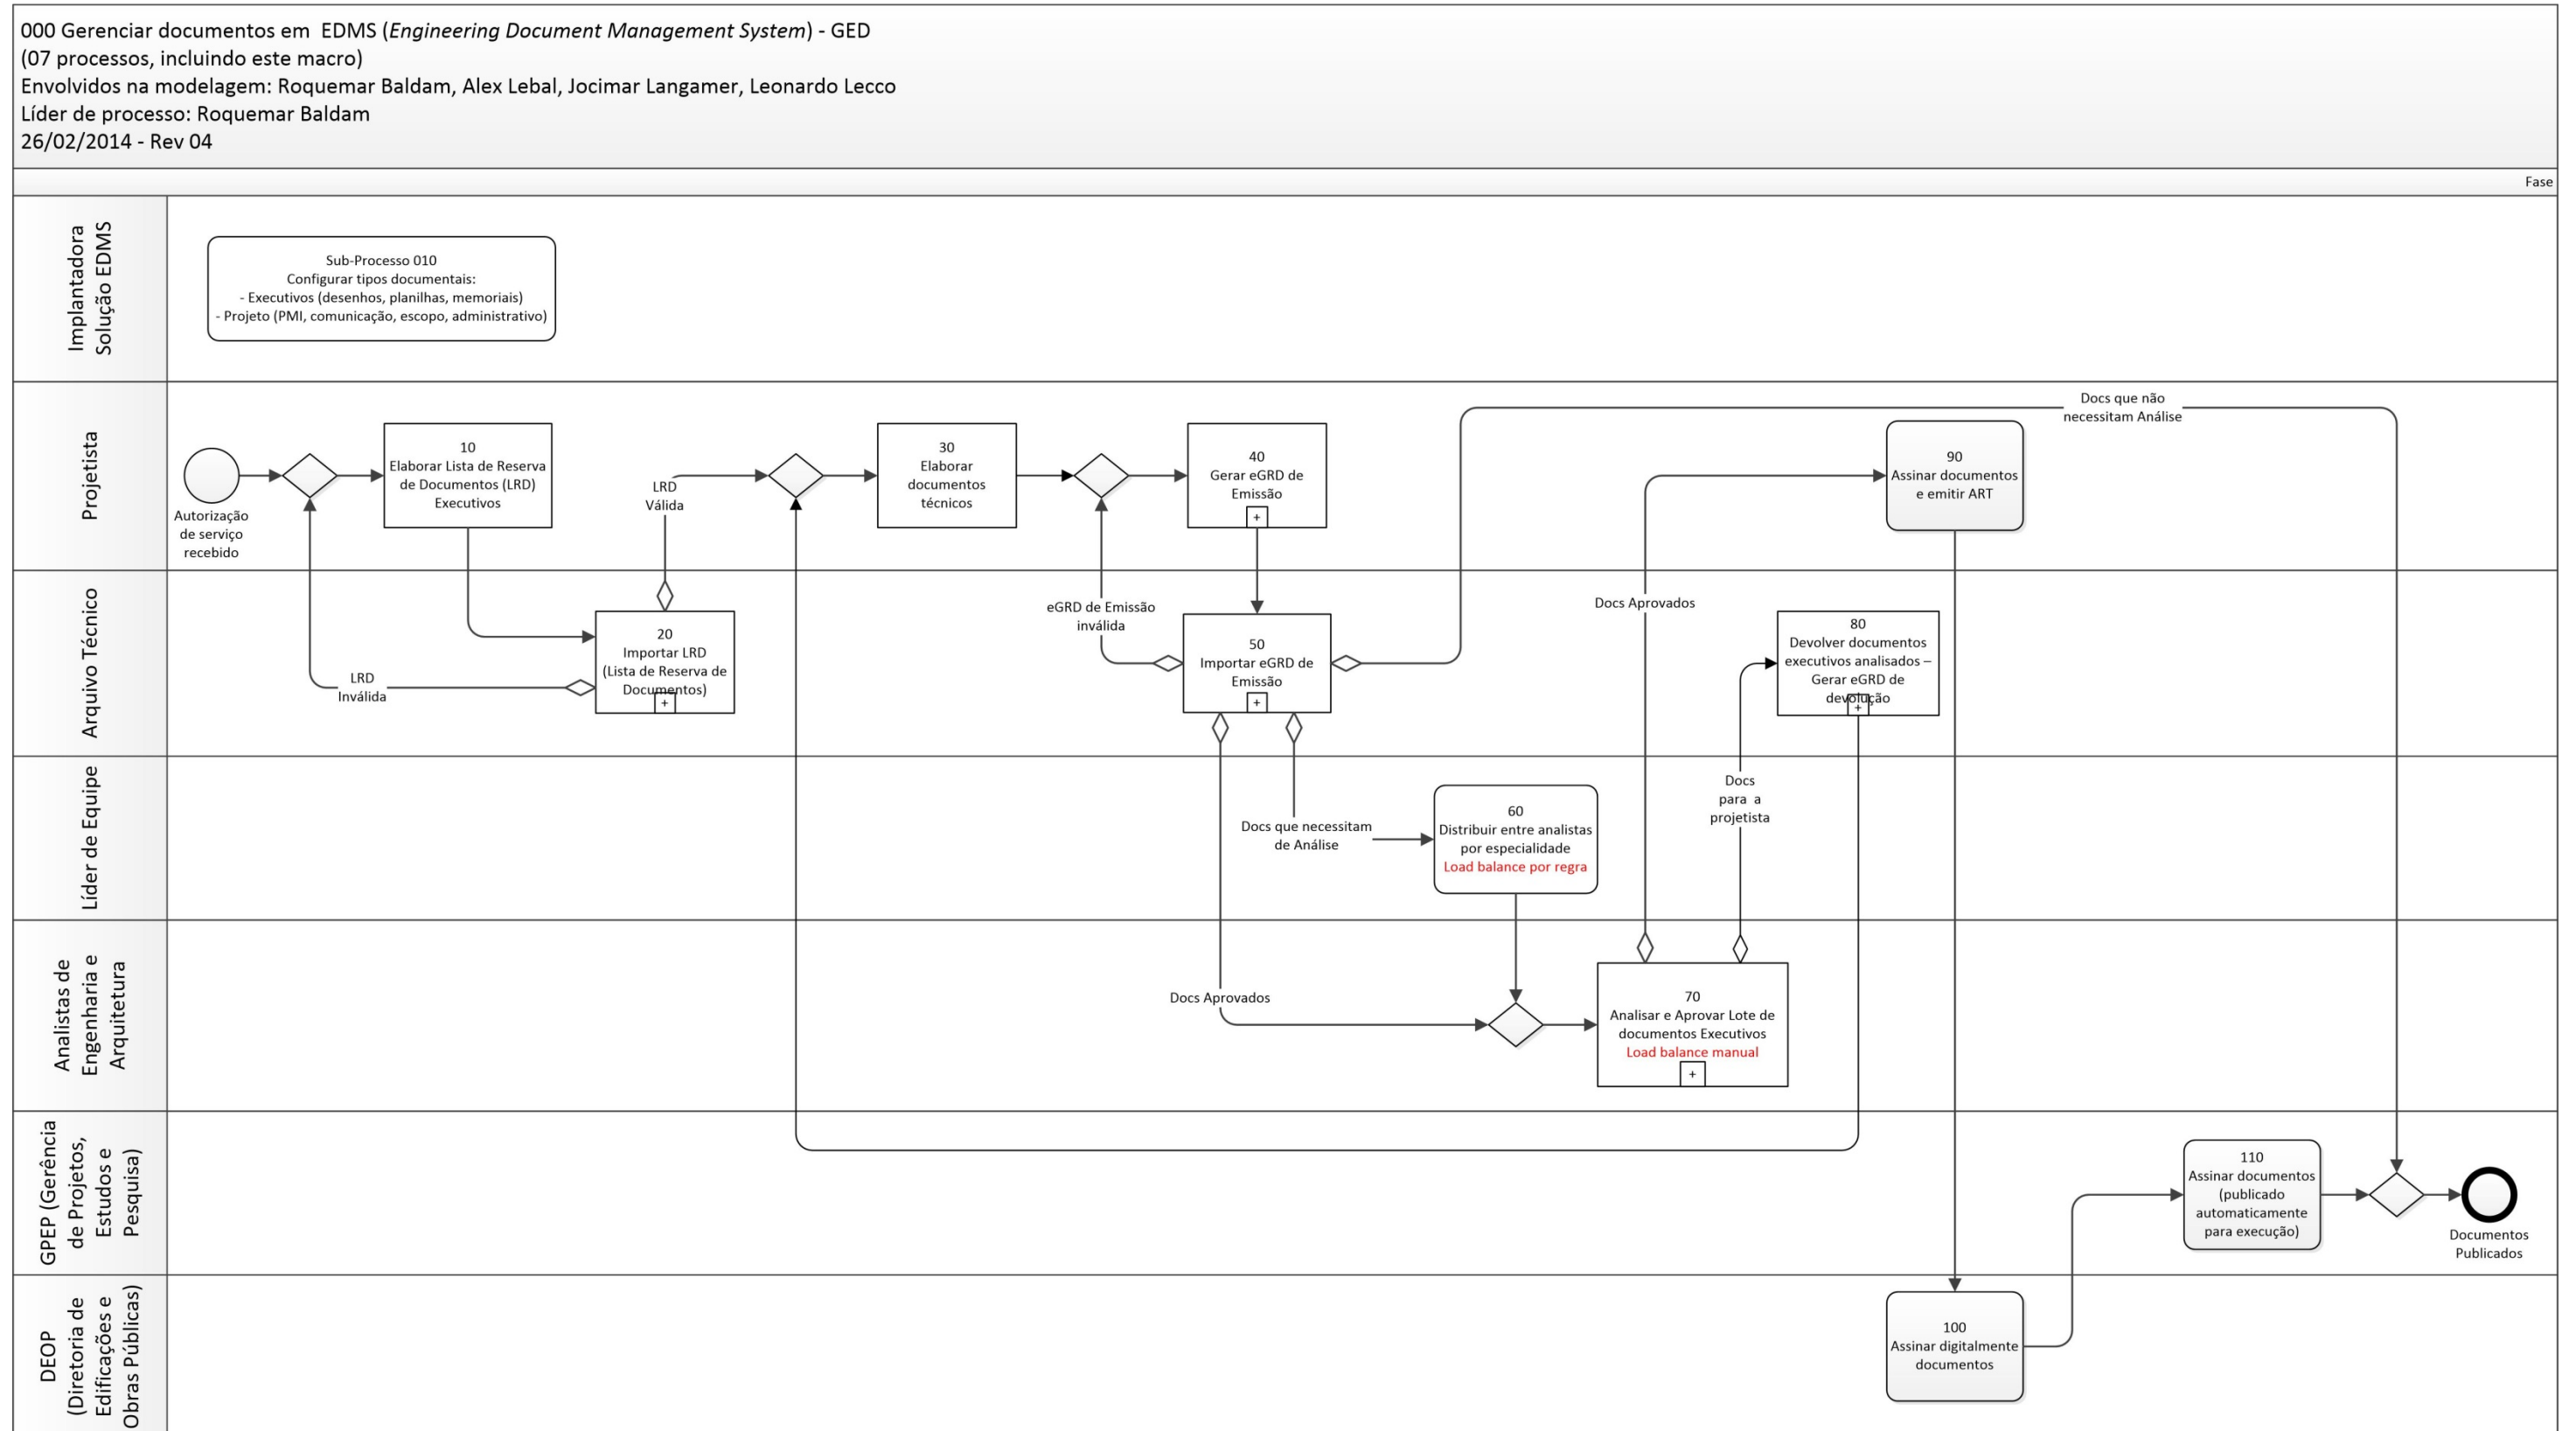 000 Gerenciar documentos em  EDMS (Engineering Document Management System) - GED
(07 processos, incluindo este macro)
Envolvidos na modelagem: Roquemar Baldam, Alex Lebal, Jocimar Langamer, Leonardo Lecco
Líder de processo: Roquemar Baldam
26/02/2014 - Rev 04
Fase
Implantadora
Solução EDMS
Sub-Processo 010
Configurar tipos documentais:
- Executivos (desenhos, planilhas, memoriais)
- Projeto (PMI, comunicação, escopo, administrativo)
Projetista
Autorização
de serviço
recebido
10
Elaborar Lista de Reserva
de Documentos (LRD)
Executivos
LRD
Válida
30
Elaborar
documentos
técnicos
40
Gerar eGRD de
Emissão
+
Docs que não
necessitam Análise
90
Assinar documentos
e emitir ART
Arquivo Técnico
LRD
Inválida
20
Importar LRD
(Lista de Reserva de
Documentos)
+
eGRD de Emissão
inválida
50
Importar eGRD de
Emissão
+
Docs Aprovados
80
Devolver documentos
executivos analisados –
Gerar eGRD de
devolução
+
Líder de Equipe
Docs que necessitam
de Análise
60
Distribuir entre analistas
por especialidade
Load balance por regra
Docs
para  a
projetista
Analistas de
Engenharia e
Arquitetura
Docs Aprovados
70
Analisar e Aprovar Lote de
documentos Executivos
Load balance manual
+
GPEP (Gerência
de Projetos,
Estudos e
Pesquisa)
110
Assinar documentos
(publicado
automaticamente
para execução)
Documentos
Publicados
DEOP
(Diretoria de
Edificações e
Obras Públicas)
100
Assinar digitalmente
documentos